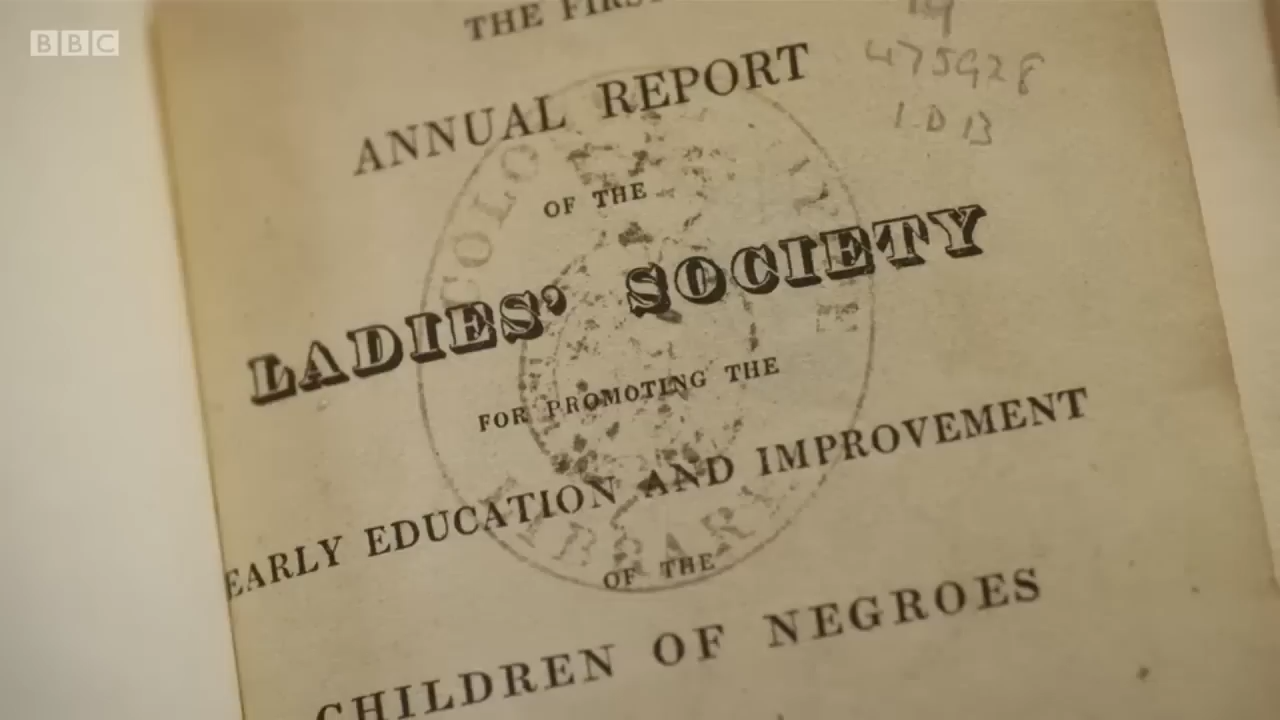 BBC
THE FIRST
ANNUAL REPORT
OF THE
LADIES' SOCIETY
FOR PROMOTING THE
EARLY EDUCATION AND IMPROVEMENT
OF THE
CHILDREN OF NEGROES
475928
I.D.B
LIBRARY